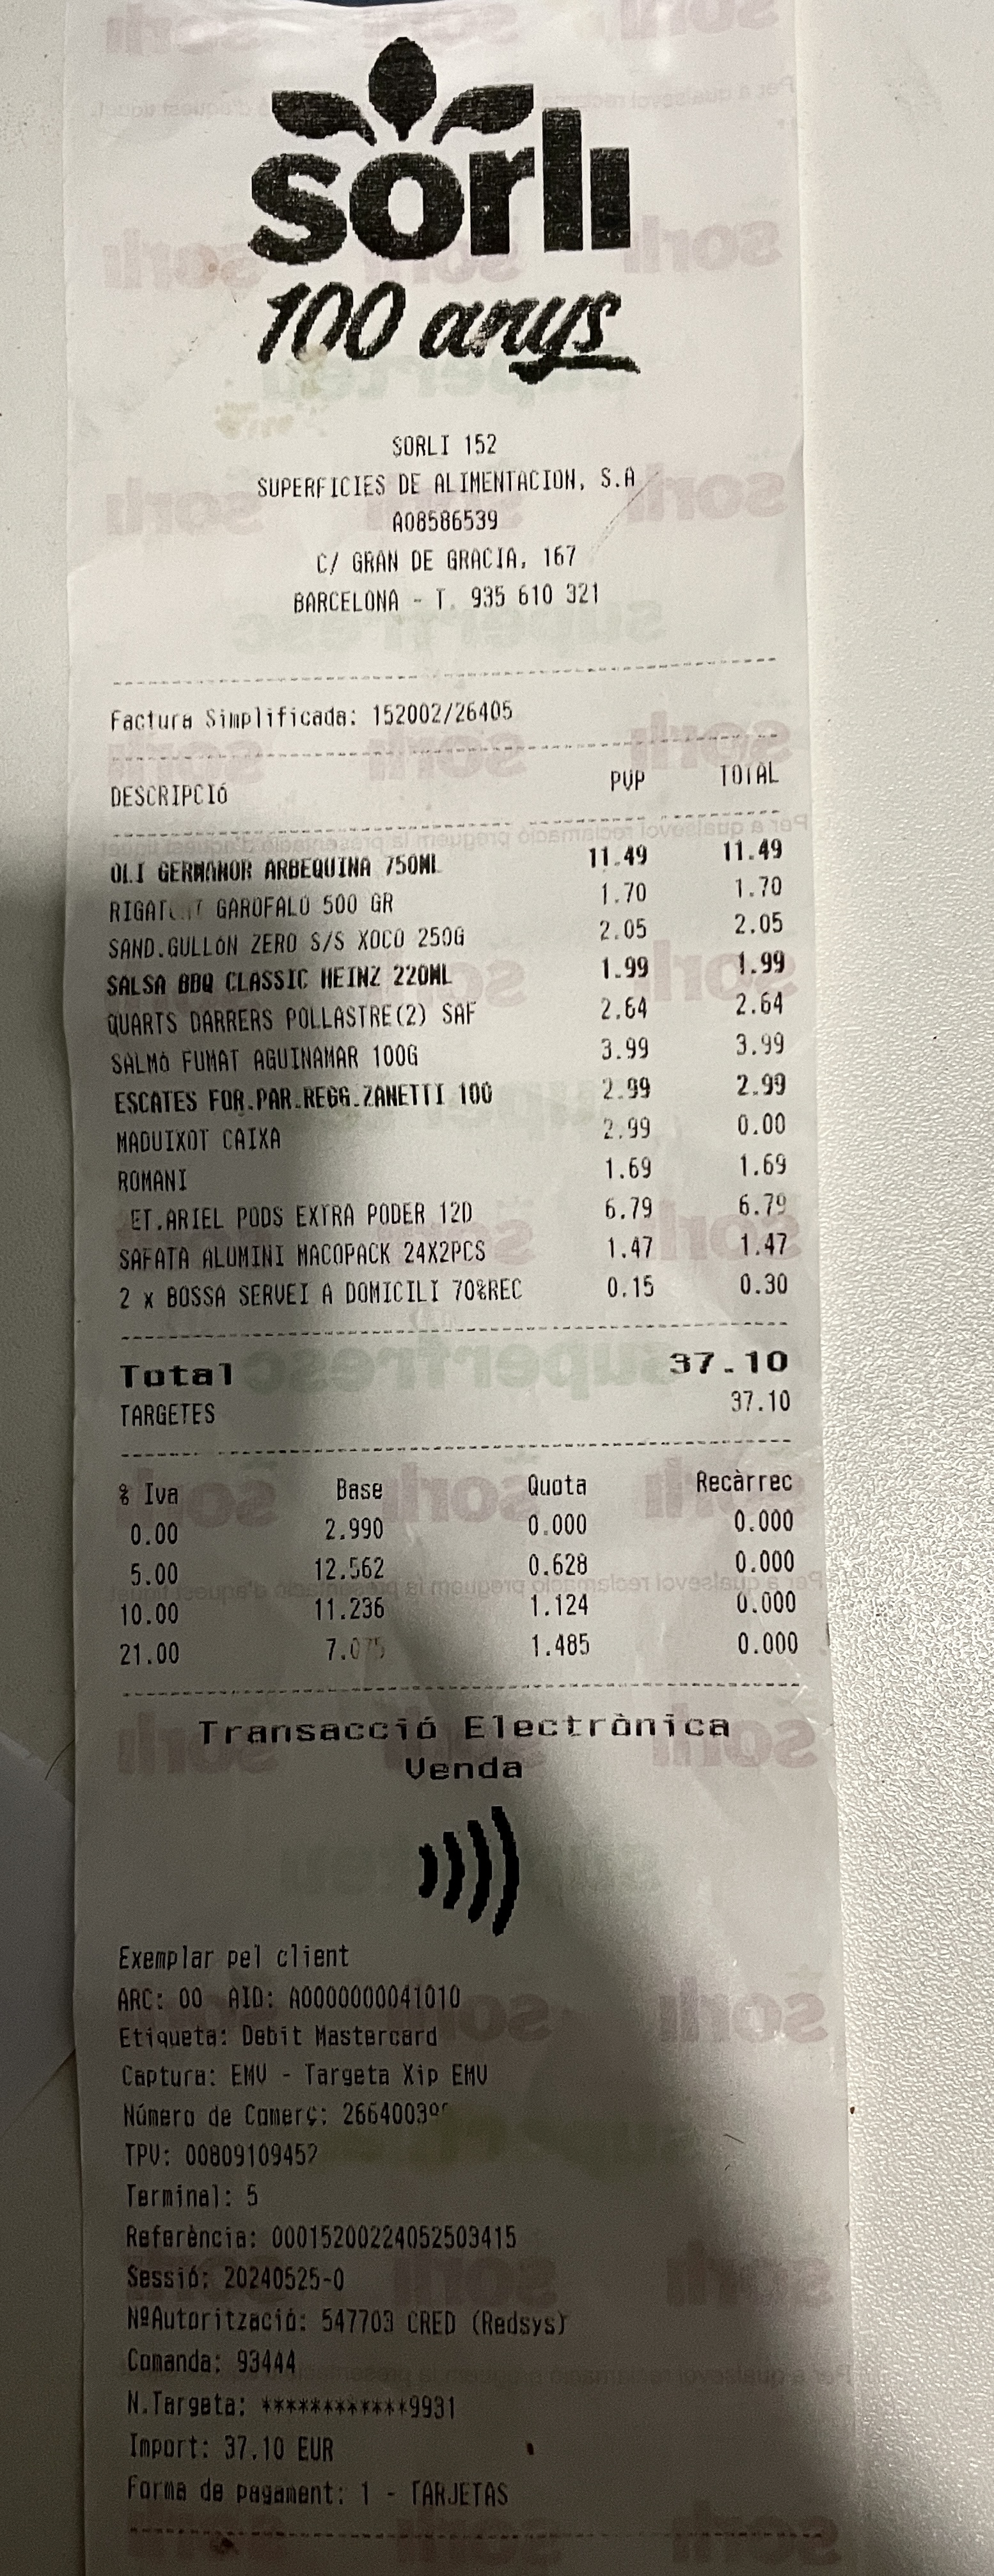 sorli
100 anys
SORLI 152
SUPERFICIES DE ALIMENTACION, S.A
A08586539
C/ GRAN DE GRACIA, 167
BARCELONA - T. 935 610 321
Factura Simplificada: 152002/26405
DESCRIPCIó PVP TOTAL
OLI GERMANOR ARBEQUINA 750ML 11.49 11.49
GAROFALO 500 GR 1.70 1.70
SAND.GULLÓN ZERO S/S XOCO 250G 2.05 2.05
SALSA BBQ CLASSIC HEINZ 220ML 1.99 1.99
QUARTS DARRERS POLLASTRE(2) SAF 2.64 2.64
SALMÓ FUMAT AGUINAMAR 100G 3.99 3.99
ESCATES FOR.PAR.REGG.ZANETTI 100 2.99 2.99
MADUIXOT CAIXA 2.99 0.00
ROMANI 1.69 1.69
ET.ARIEL PODS EXTRA PODER 12D 6.79 6.79
SAFATA ALUMINI MACOPACK 24X2PCS 1.47 1.47
2 x BOSSA SERVEI A DOMICILI 70%REC 0.15 0.30
Total 37.10
TARGETES 37.10
% Iva Base Quota Recàrrec
0.00 2.990 0.000 0.000
5.00 12.562 0.628 0.000
10.00 11.236 1.124 0.000
21.00 7.075 1.485 0.000
Transacció Electrònica
Venda
Exemplar pel client
ARC: 00 AID: A0000000041010
Etiqueta: Debit Mastercard
Captura: EMV - Targeta Xip EMV
Número de Comerç:
TPV: 00809109452
Terminal: 5
Referència: 00015200224052503415
Sessió: 20240525-0
NºAutorització: 547703 CRED (Redsys)
Comanda: 93444
N.Targeta: ************9931
Import: 37.10 EUR
Forma de pagament: 1 - TARJETAS